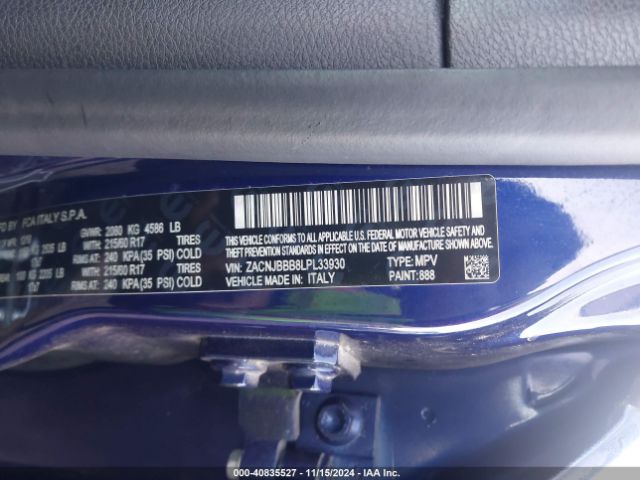 FCA ITALY S.P.A.
GVWR: 2080 KG 4586 LB
WITH: 215/60 R17 TIRES
RIMS AT: 240 KPA(35 PSI) COLD
WITH: 215/60 R17 TIRES
RIMS AT: 240 KPA(35 PSI) COLD
THIS VEHICLE CONFORMS TO ALL APPLICABLE U.S. FEDERAL MOTOR VEHICLE SAFETY AND
THEFT PREVENTION STANDARDS IN EFFECT ON THE DATE OF MANUFACTURE SHOWN ABOVE.
VIN: ZACNJBBB8LPL33930 TYPE: MPV
VEHICLE MADE IN: ITALY PAINT: 888
000-40835527 - 11/15/2024 - IAA Inc.